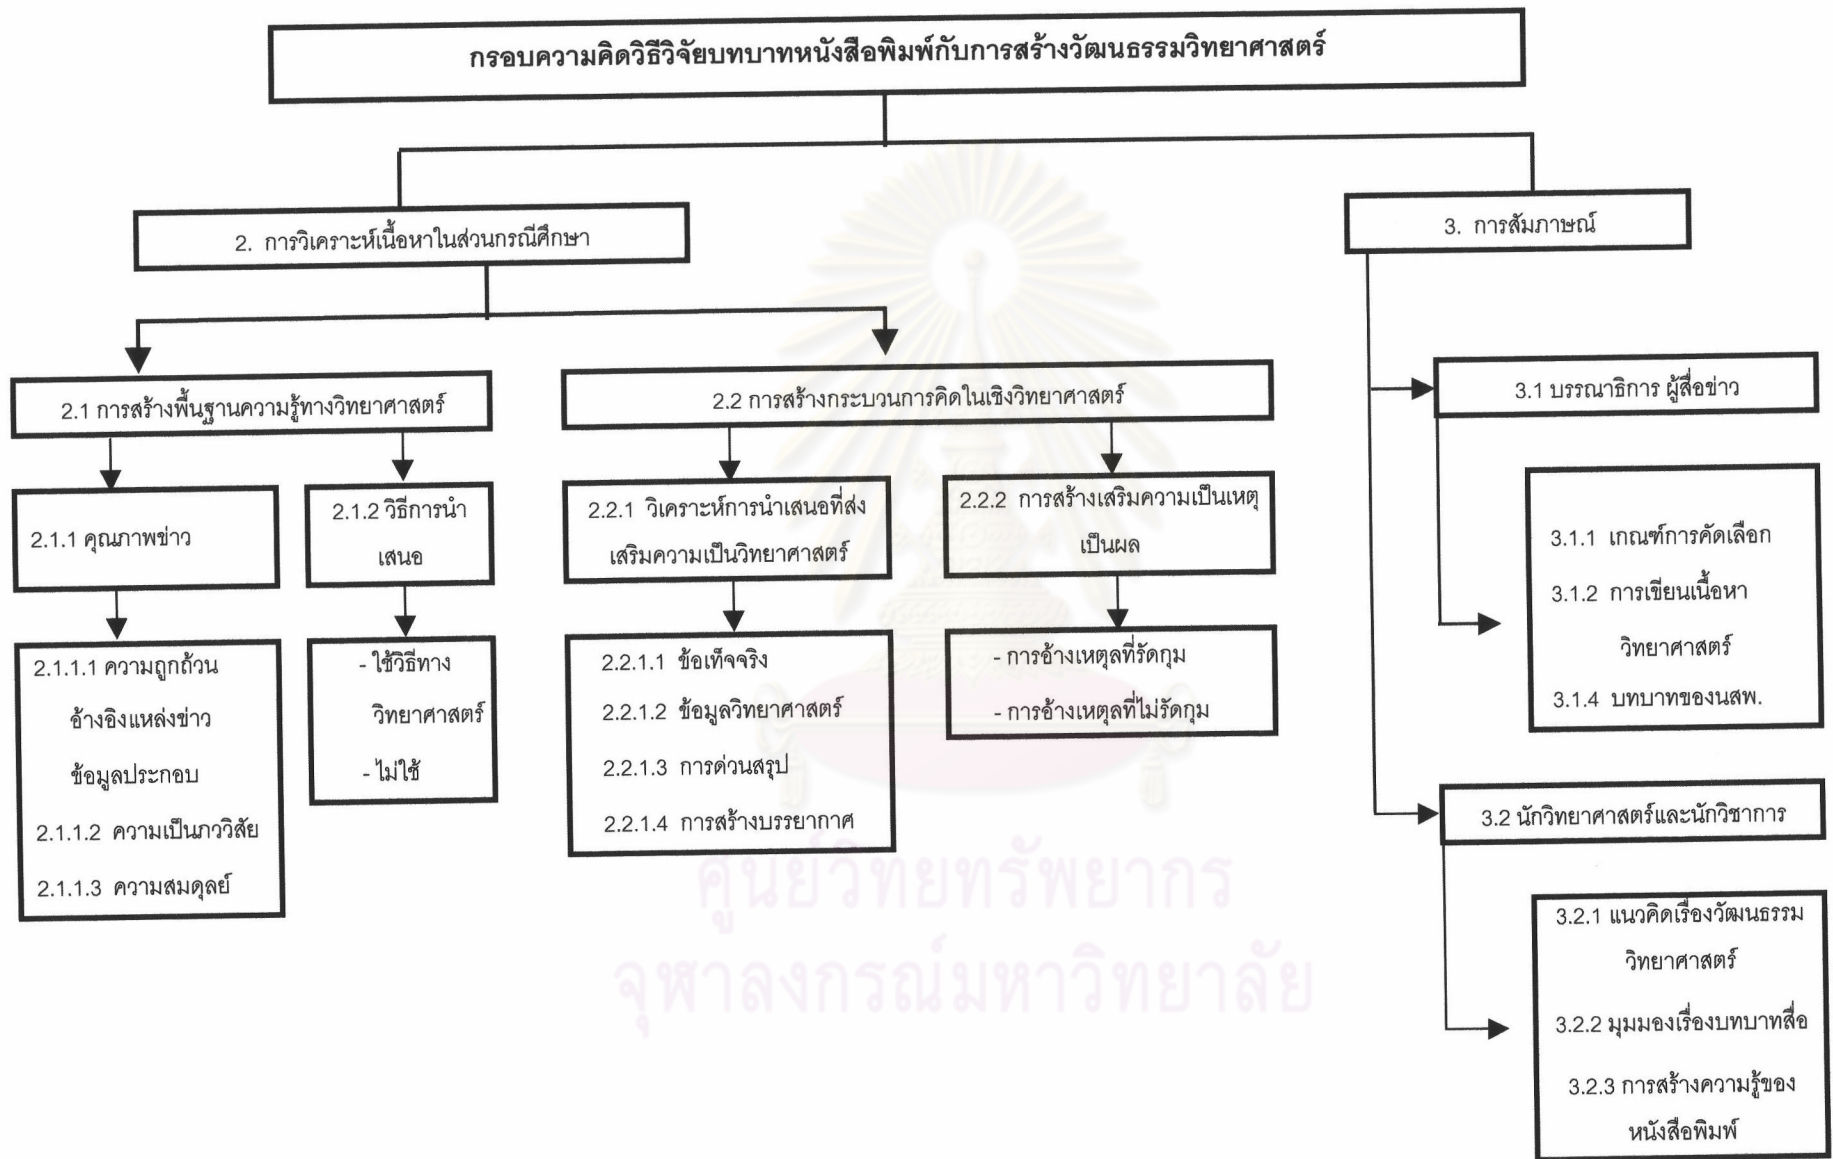 กรอบความคิดวิธีวิจัยบทบาทหนังสือพิมพ์กับการสร้างวัฒนธรรมวิทยาศาสตร์
2. การวิเคราะห์เนื้อหาในส่วนกรณีศึกษา
2.1 การสร้างพื้นฐานความรู้ทางวิทยาศาสตร์
2.1.1 คุณภาพข่าว
2.1.1.1 ความถูกถ้วน
อ้างอิงแหล่งข่าว
ข้อมูลประกอบ
2.1.1.2 ความเป็นภววิสัย
2.1.1.3 ความสมดุลย์
2.1.2 วิธีการนำ
เสนอ
- ใช้วิธีทาง
วิทยาศาสตร์
- ไม่ใช้
2.2 การสร้างกระบวนการคิดในเชิงวิทยาศาสตร์
2.2.1 วิเคราะห์การนำเสนอที่ส่ง
เสริมความเป็นวิทยาศาสตร์
2.2.1.1 ข้อเท็จจริง
2.2.1.2 ข้อมูลวิทยาศาสตร์
2.2.1.3 การด่วนสรุป
2.2.1.4 การสร้างบรรยากาศ
2.2.2 การสร้างเสริมความเป็นเหตุ
เป็นผล
- การอ้างเหตุลที่รัดกุม
- การอ้างเหตุลที่ไม่รัดกุม
3. การสัมภาษณ์
3.1 บรรณาธิการ ผู้สื่อข่าว
3.1.1 เกณฑ์การคัดเลือก
3.1.2 การเขียนเนื้อหา
วิทยาศาสตร์
3.1.4 บทบาทของนสพ.
3.2 นักวิทยาศาสตร์และนักวิชาการ
3.2.1 แนวคิดเรื่องวัฒนธรรม
วิทยาศาสตร์
3.2.2 มุมมองเรื่องบทบาทสื่อ
3.2.3 การสร้างความรู้ของ
หนังสือพิมพ์
ศูนย์วิทยทรัพยากร
จุฬาลงกรณ์มหาวิทยาลัย